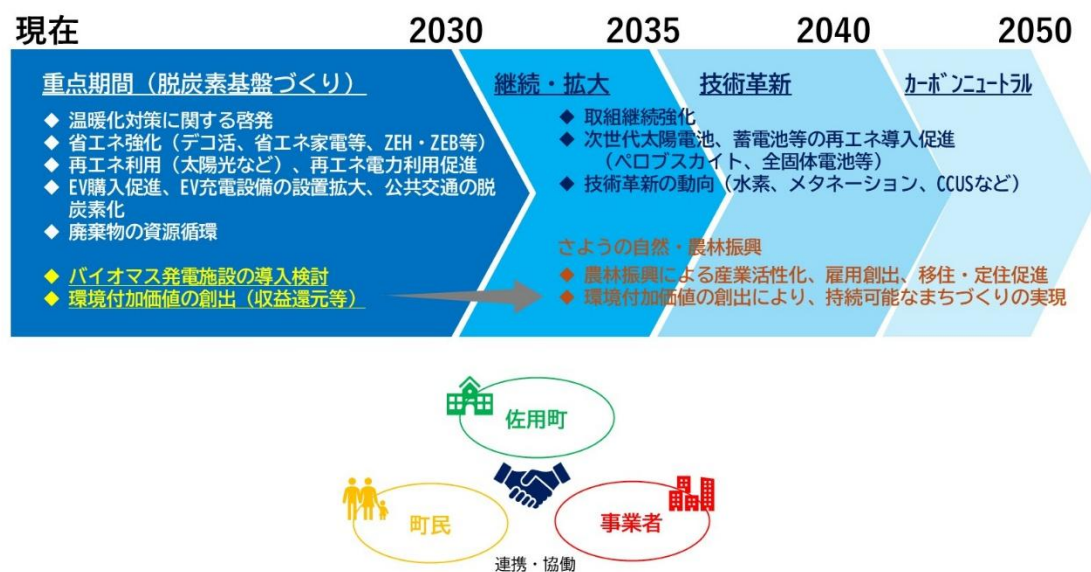 現在 2030 2035 2040 2050
重点期間（脱炭素基盤づくり）
◆ 温暖化対策に関する啓発
◆ 省エネ強化（デコ活、省エネ家電等、ZEH・ZEB等）
◆ 再エネ利用（太陽光など）、再エネ電力利用促進
◆ EV購入促進、EV充電設備の設置拡大、公共交通の脱
炭素化
◆ 廃棄物の資源循環
◆ バイオマス発電施設の導入検討
◆ 環境付加価値の創出（収益還元等）
継続・拡大 技術革新 ｶｰﾎﾞﾝﾆｭｰﾄﾗﾙ
◆ 取組継続強化
◆ 次世代太陽電池、蓄電池等の再エネ導入促進
（ペロブスカイト、全固体電池等）
◆ 技術革新の動向（水素、メタネーション、CCUSなど）
さようの自然・農林振興
◆ 農林振興による産業活性化、雇用創出、移住・定住促進
◆ 環境付加価値の創出により、持続可能なまちづくりの実現
佐用町
町民
事業者
連携・協働